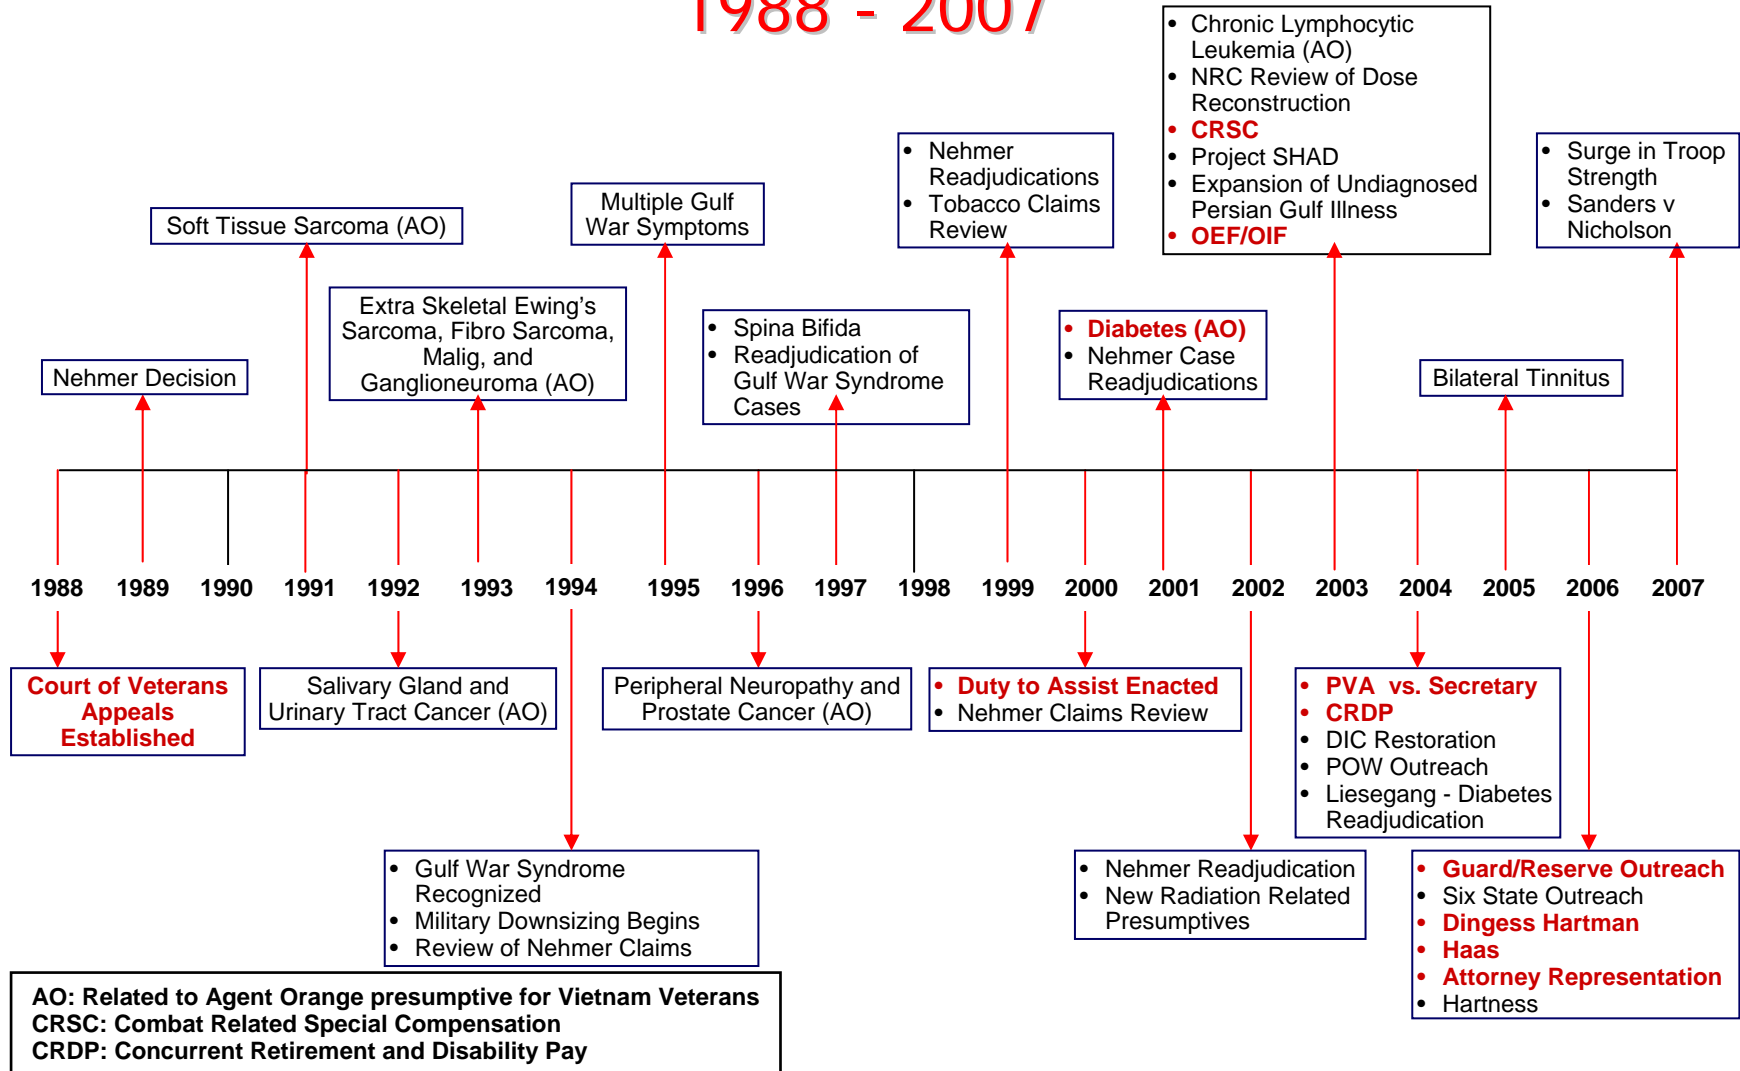 1988 - 2007
• Chronic Lymphocytic
Leukemia (AO)
• NRC Review of Dose
Reconstruction
• CRSC
• Project SHAD
• Expansion of Undiagnosed
Persian Gulf Illness
• OEF/OIF
• Nehmer
Readjudications
• Tobacco Claims
Review
• Surge in Troop
Strength
• Sanders v
Nicholson
Multiple Gulf
War Symptoms
Soft Tissue Sarcoma (AO)
Extra Skeletal Ewing’s
Sarcoma, Fibro Sarcoma,
Malig, and
Ganglioneuroma (AO)
• Spina Bifida
• Readjudication of
Gulf War Syndrome
Cases
• Diabetes (AO)
• Nehmer Case
Readjudications
Nehmer Decision
Bilateral Tinnitus
1988 1989 1990 1991 1992 1993 1994 1995 1996 1997 1998 1999 2000 2001 2002 2003 2004 2005 2006 2007
Court of Veterans
Appeals
Established
Salivary Gland and
Urinary Tract Cancer (AO)
Peripheral Neuropathy and
Prostate Cancer (AO)
• Duty to Assist Enacted
• Nehmer Claims Review
• PVA vs. Secretary
• CRDP
• DIC Restoration
• POW Outreach
• Liesegang - Diabetes
Readjudication
• Gulf War Syndrome
Recognized
• Military Downsizing Begins
• Review of Nehmer Claims
• Nehmer Readjudication
• New Radiation Related
Presumptives
• Guard/Reserve Outreach
• Six State Outreach
• Dingess Hartman
• Haas
• Attorney Representation
• Hartness
AO: Related to Agent Orange presumptive for Vietnam Veterans
CRSC: Combat Related Special Compensation
CRDP: Concurrent Retirement and Disability Pay